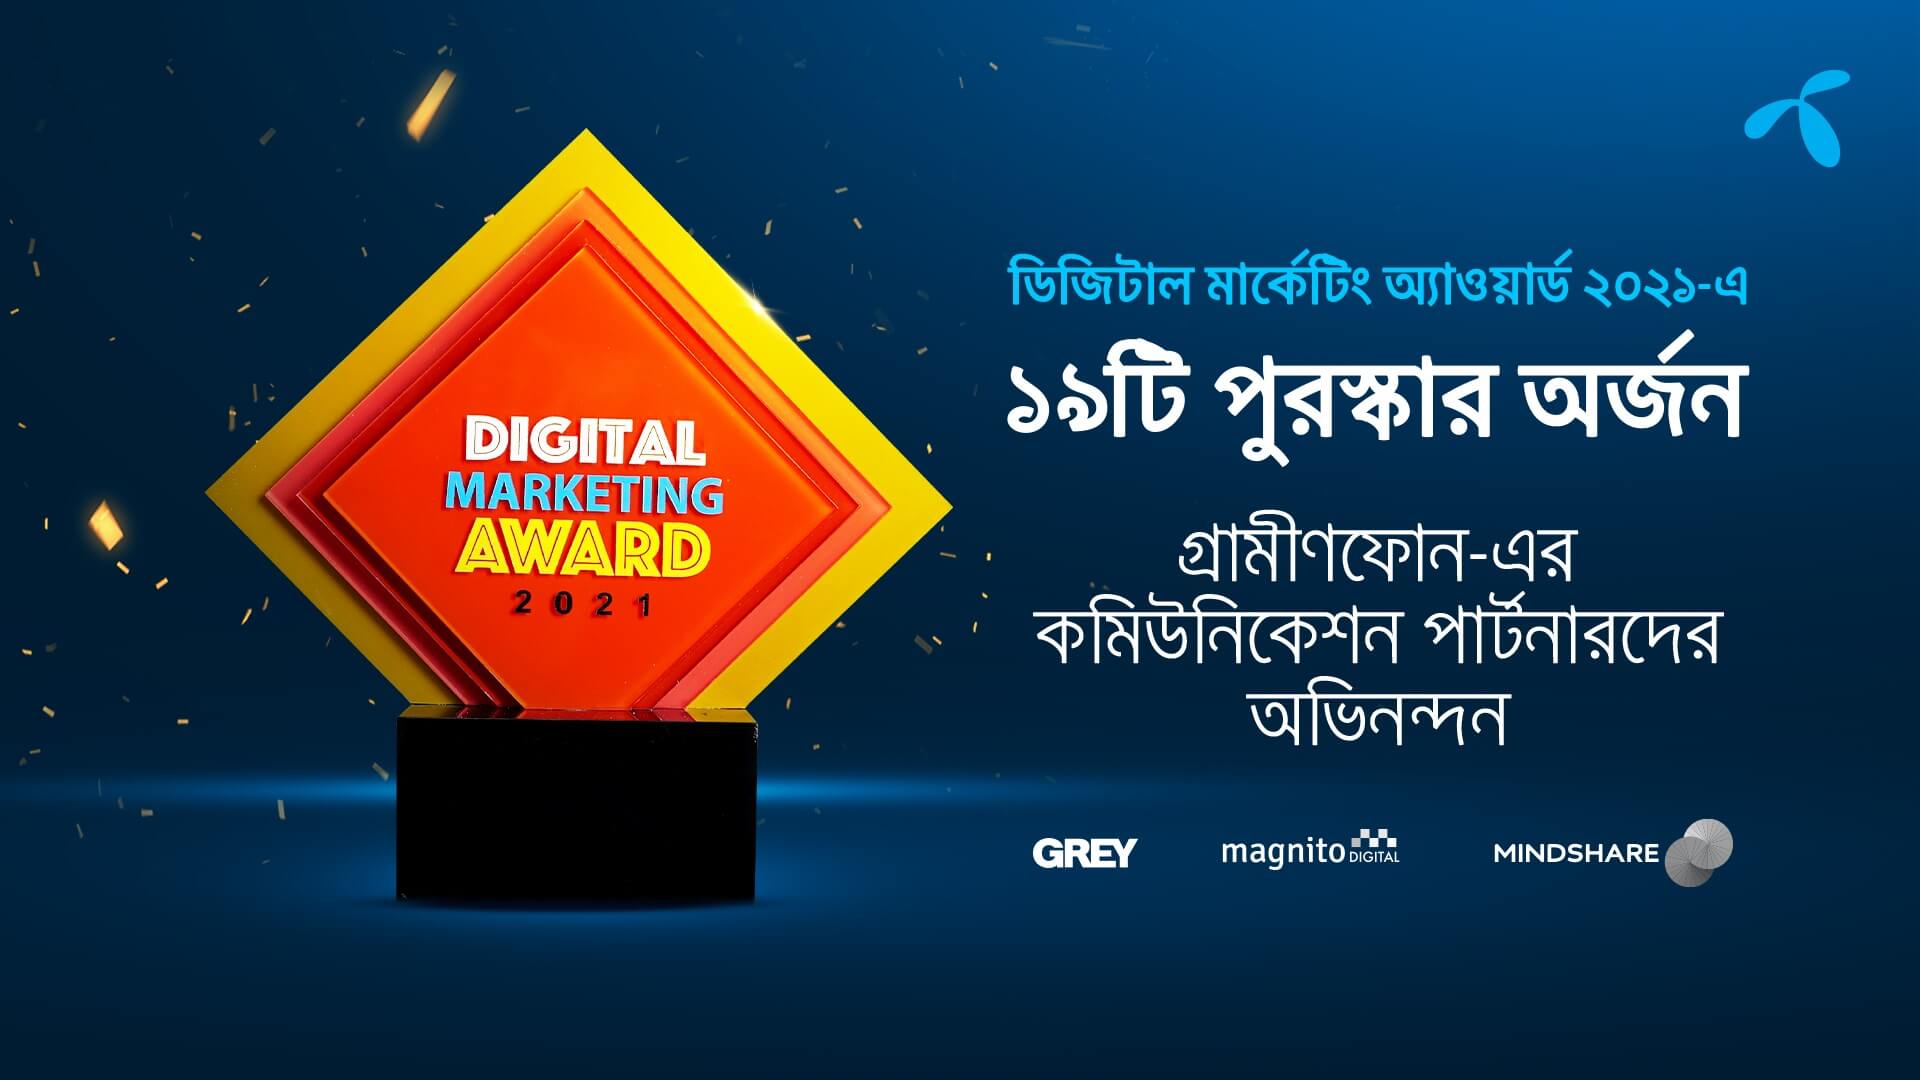 DIGITAL
MARKETING
AWARD
2021
ডিজিটাল মার্কেটিং অ্যাওয়ার্ড ২০২১-এ
১৯টি পুরস্কার অর্জন
গ্রামীণফোন-এর
কমিউনিকেশন পার্টনারদের
অভিনন্দন
GREY
magnito DIGITAL
MINDSHARE